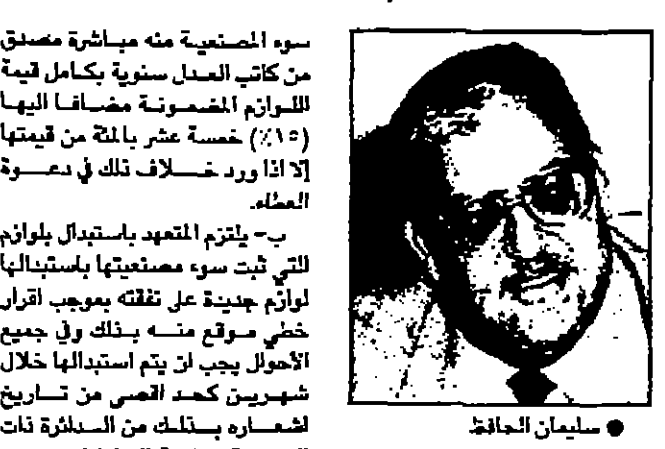 سوء المصنعية منه مباشرة مصدق
من كاتب العدل سنوية بكامل قيمة
اللوازم المضمونة مضافا اليها
(١٥٪) خمسة عشر بالمئة من قيمتها
إلا اذا ورد خلاف ذلك في دعوة
العطاء.
ب- يلتزم المتعهد باستبدال بلوازم
التي ثبت سوء مصنعيتها باستبدالها
لوازم جديدة على نفقته بموجب اقرار
خطي موقع منه بذلك وفي جميع
الأحوال يجب ان يتم استبدالها خلال
شهرين كحد اقصى من تاريخ
اشعاره بذلك من الدائرة ذات
● سليمان الحافظ